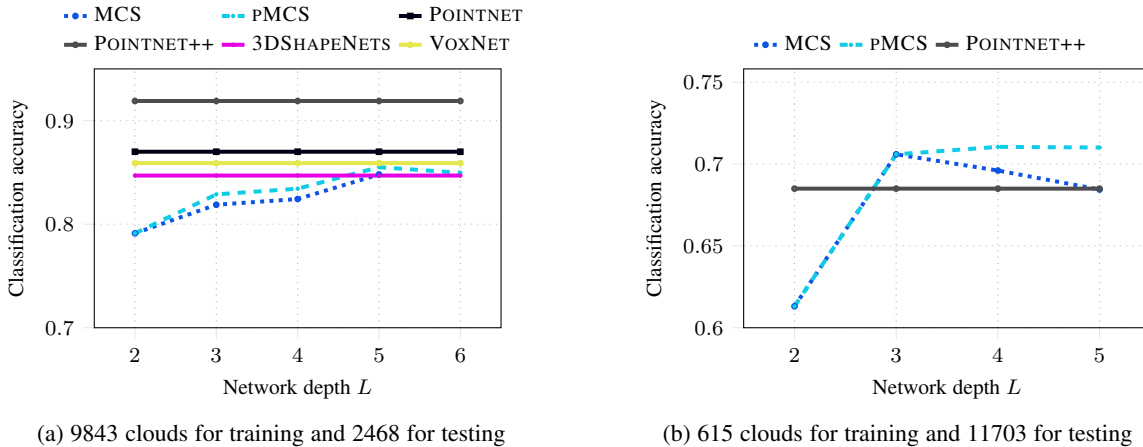 MCS PMCS POINTNET
POINTNET++ 3DSHAPENETS VOXNET
Classification accuracy
0.9
0.8
0.7
2 3 4 5 6
Network depth L
(a) 9843 clouds for training and 2468 for testing
MCS PMCS POINTNET++
Classification accuracy
0.75
0.7
0.65
0.6
2 3 4 5
Network depth L
(b) 615 clouds for training and 11703 for testing